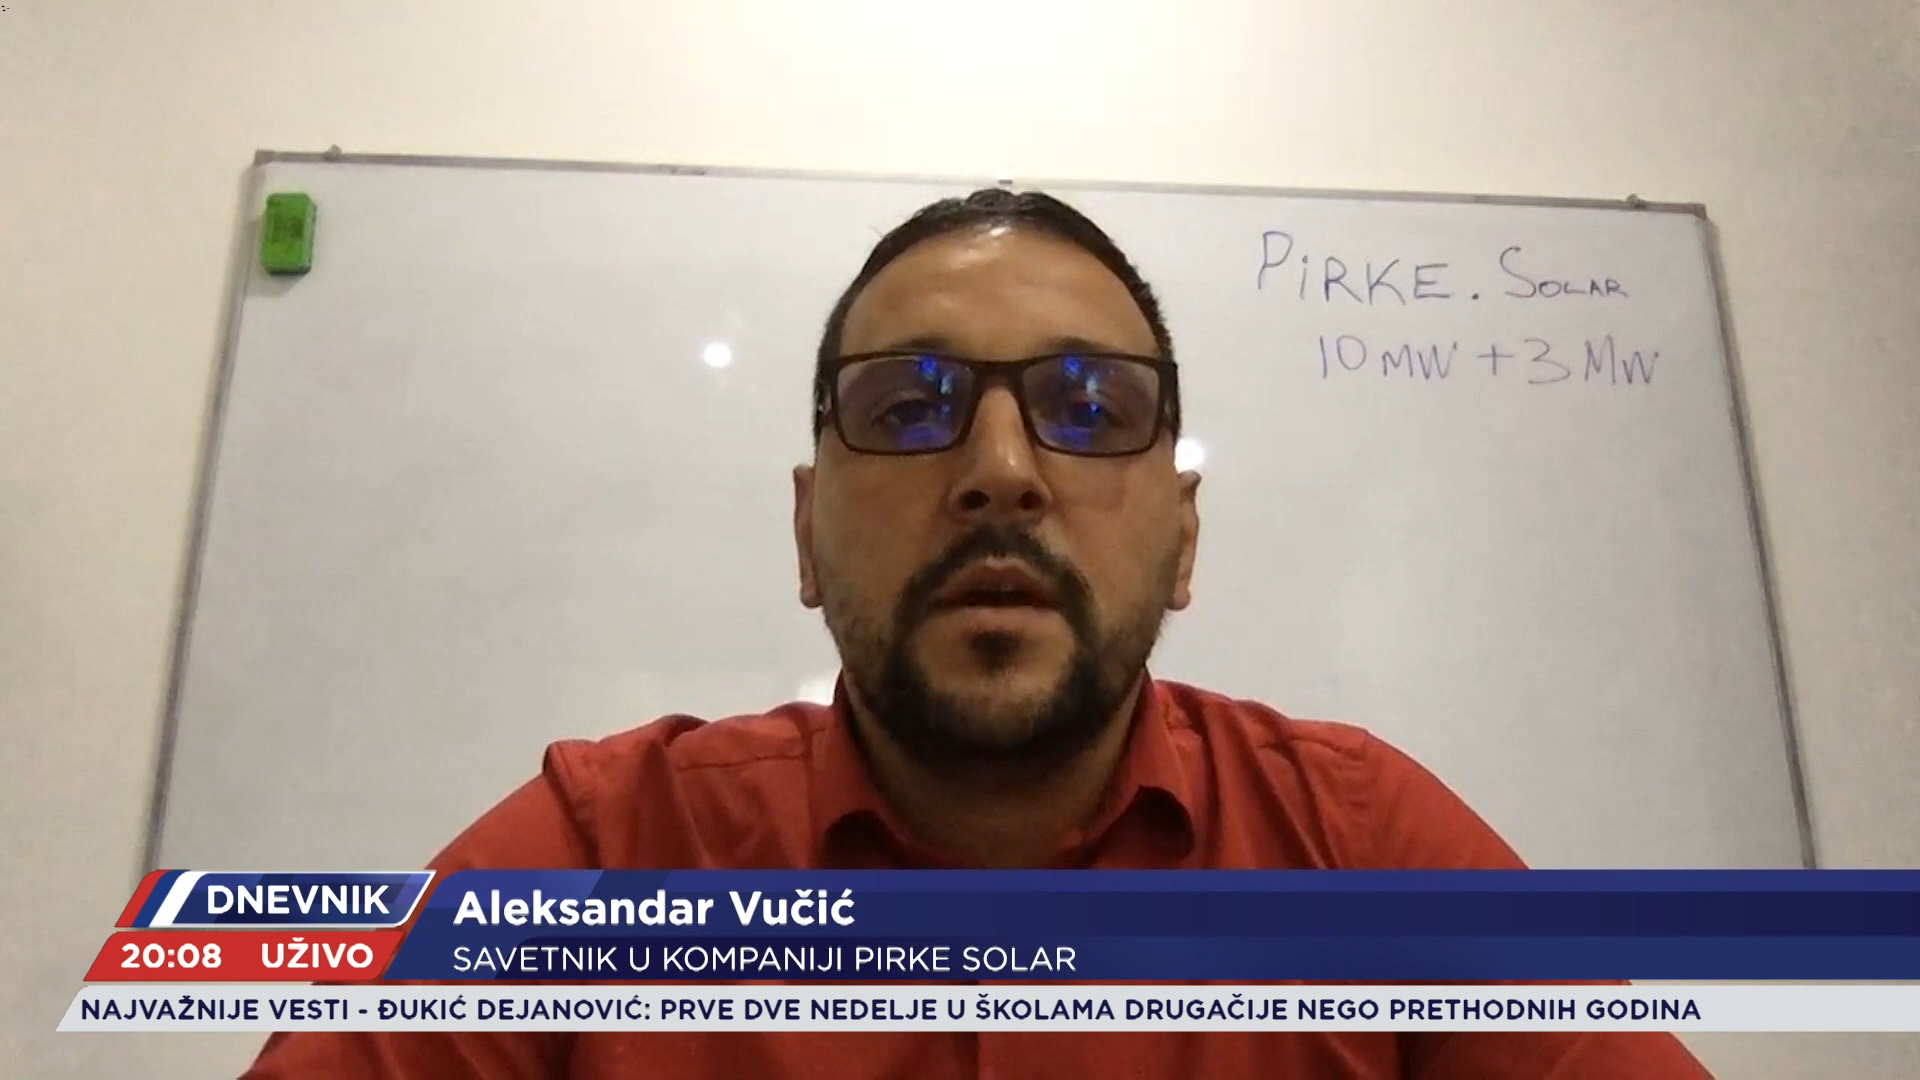 PiRKE. SOLAR
10 MW + 3 MW
DNEVNIK
Aleksandar Vučić
20:08 UŽIVO
SAVETNIK U KOMPANIJI PIRKE SOLAR
NAJVAŽNIJE VESTI - ĐUKIĆ DEJANOVIĆ: PRVE DVE NEDELJE U ŠKOLAMA DRUGAČIJE NEGO PRETHODNIH GODINA